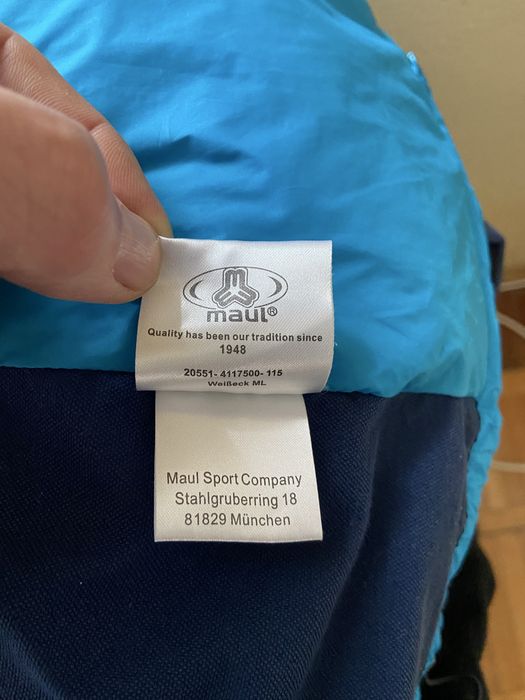 maul®
Quality has been our tradition since
1948
20551- 4117500- 115
Weißeck ML
Maul Sport Company
Stahlgruberring 18
81829 München